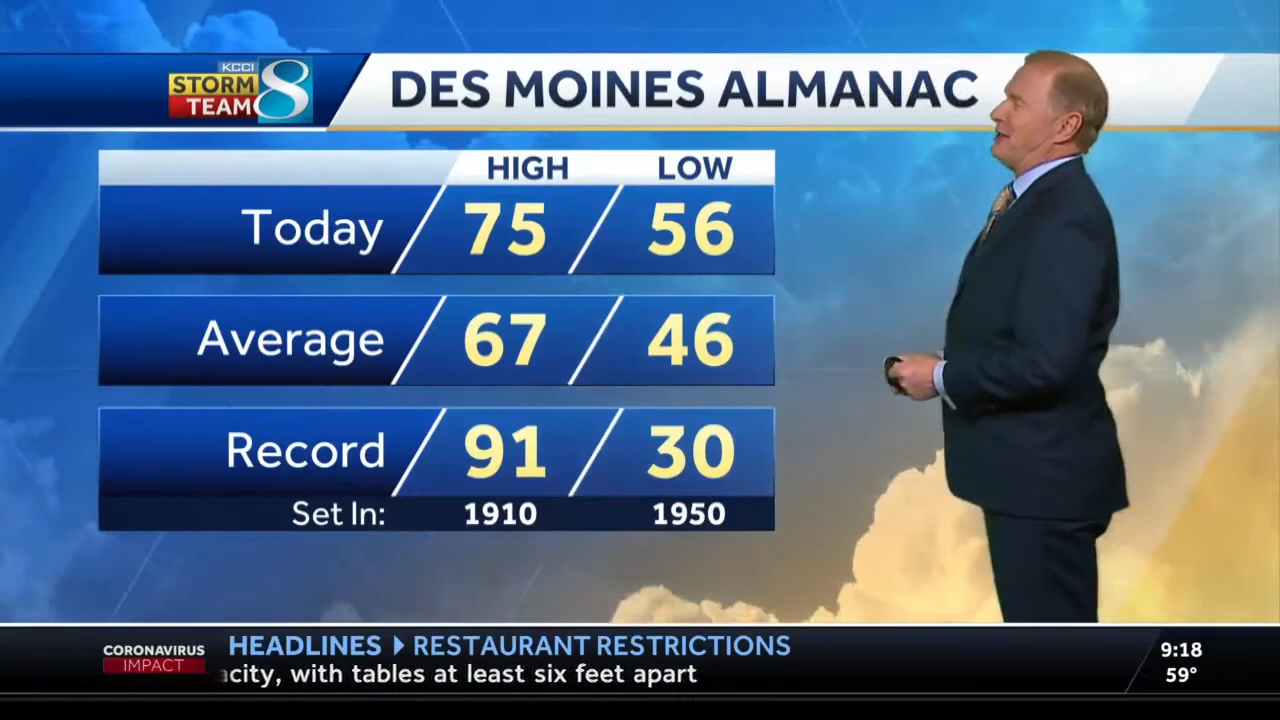 KCCI
STORM
TEAM 8
DES MOINES ALMANAC
HIGH LOW
Today 75 56
Average 67 46
Record 91 30
Set In: 1910 1950
CORONAVIRUS
IMPACT
HEADLINES RESTAURANT RESTRICTIONS
acity, with tables at least six feet apart
9:18
59°